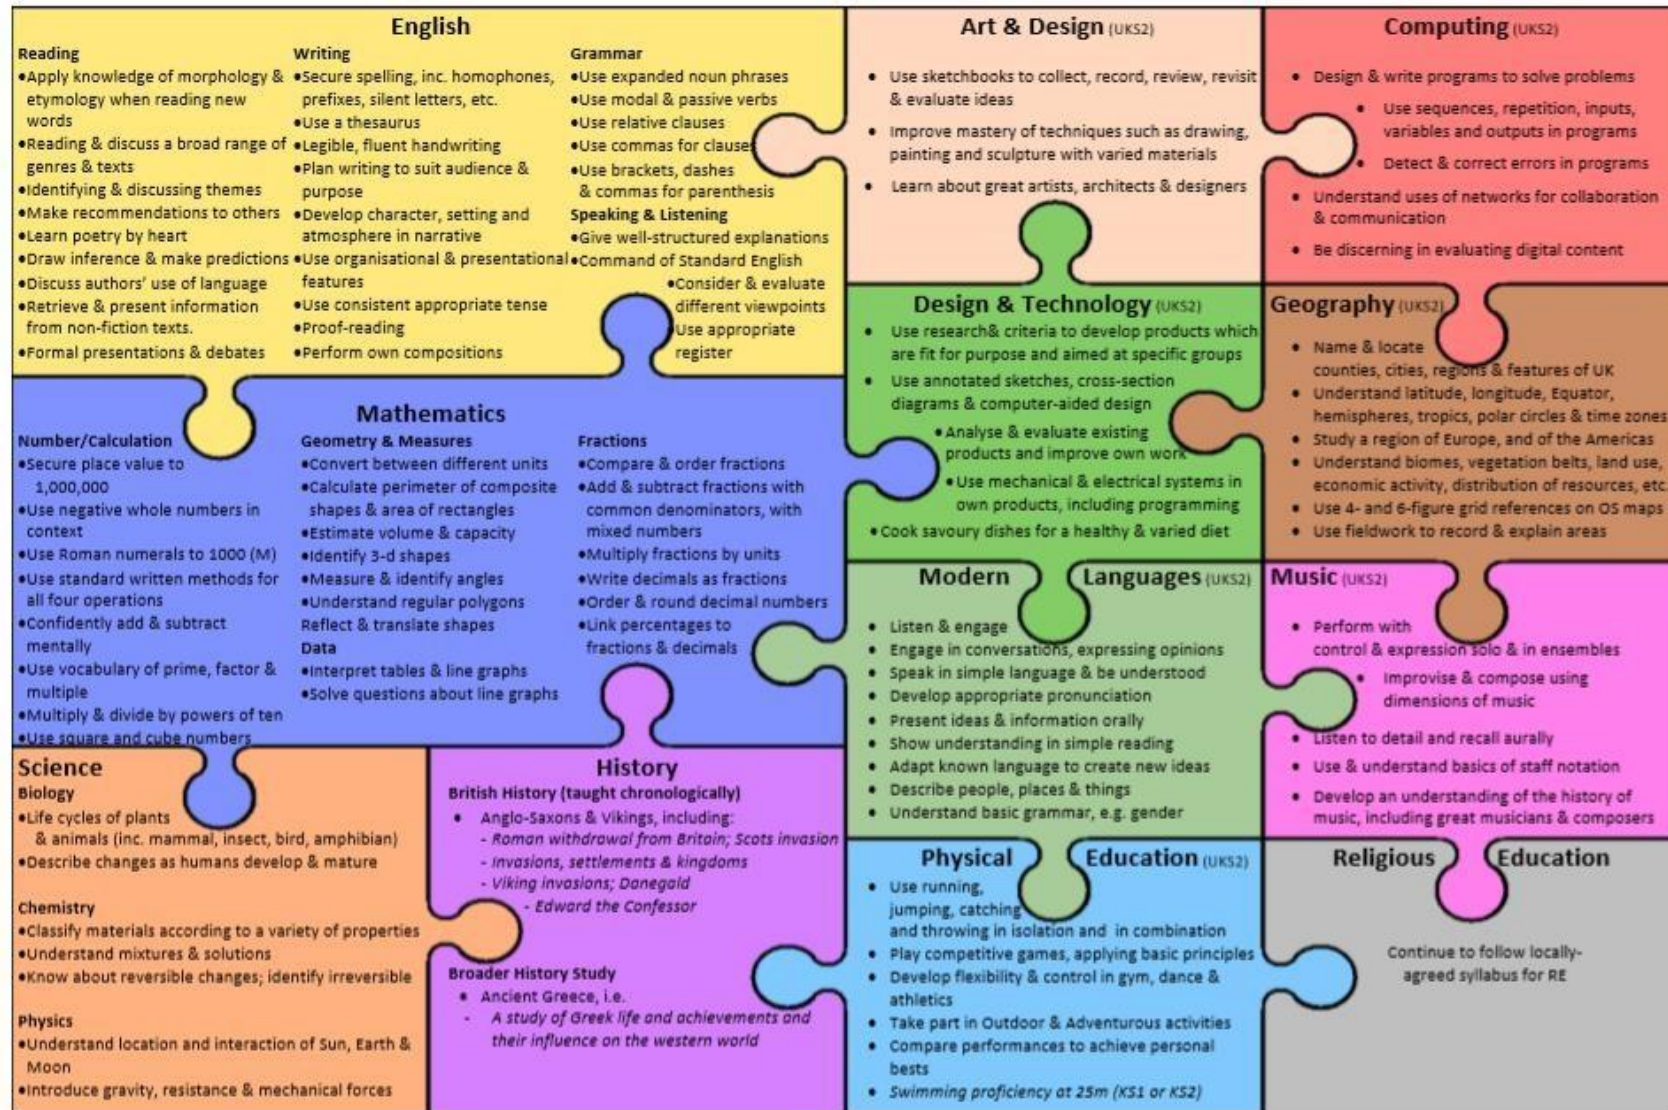 English
Reading
•Apply knowledge of morphology &
etymology when reading new
words
•Reading & discuss a broad range of
genres & texts
•Identifying & discussing themes
•Make recommendations to others
•Learn poetry by heart
•Draw inference & make predictions
•Discuss authors' use of language
•Retrieve & present information
from non-fiction texts.
•Formal presentations & debates
Writing
•Secure spelling, inc. homophones,
prefixes, silent letters, etc.
•Use a thesaurus
•Legible, fluent handwriting
•Plan writing to suit audience &
purpose
•Develop character, setting and
atmosphere in narrative
•Use organisational & presentational
features
•Use consistent appropriate tense
•Proof-reading
•Perform own compositions
Grammar
•Use expanded noun phrases
•Use modal & passive verbs
•Use relative clauses
•Use commas for clauses
•Use brackets, dashes
& commas for parenthesis
Speaking & Listening
•Give well-structured explanations
•Command of Standard English
•Consider & evaluate
different viewpoints
Use appropriate
register
Art & Design (UKS2)
• Use sketchbooks to collect, record, review, revisit
& evaluate ideas
• Improve mastery of techniques such as drawing,
painting and sculpture with varied materials
• Learn about great artists, architects & designers
Computing (UKS2)
• Design & write programs to solve problems
• Use sequences, repetition, inputs,
variables and outputs in programs
• Detect & correct errors in programs
• Understand uses of networks for collaboration
& communication
• Be discerning in evaluating digital content
Design & Technology (UKS2)
• Use research& criteria to develop products which
are fit for purpose and aimed at specific groups
• Use annotated sketches, cross-section
diagrams & computer-aided design
• Analyse & evaluate existing
products and improve own work
• Use mechanical & electrical systems in
own products, including programming
• Cook savoury dishes for a healthy & varied diet
Geography (UKS2)
• Name & locate
counties, cities, regions & features of UK
• Understand latitude, longitude, Equator,
hemispheres, tropics, polar circles & time zones
• Study a region of Europe, and of the Americas
• Understand biomes, vegetation belts, land use,
economic activity, distribution of resources, etc.
• Use 4- and 6-figure grid references on OS maps
• Use fieldwork to record & explain areas
Mathematics
Number/Calculation
•Secure place value to
1,000,000
•Use negative whole numbers in
context
•Use Roman numerals to 1000 (M)
•Use standard written methods for
all four operations
•Confidently add & subtract
mentally
•Use vocabulary of prime, factor &
multiple
•Multiply & divide by powers of ten
•Use square and cube numbers
Geometry & Measures
•Convert between different units
•Calculate perimeter of composite
shapes & area of rectangles
•Estimate volume & capacity
•Identify 3-d shapes
•Measure & identify angles
•Understand regular polygons
Reflect & translate shapes
Data
•Interpret tables & line graphs
•Solve questions about line graphs
Fractions
•Compare & order fractions
•Add & subtract fractions with
common denominators, with
mixed numbers
•Multiply fractions by units
•Write decimals as fractions
•Order & round decimal numbers
•Link percentages to
fractions & decimals
Modern Languages (UKS2)
• Listen & engage
• Engage in conversations, expressing opinions
• Speak in simple language & be understood
• Develop appropriate pronunciation
• Present ideas & information orally
• Show understanding in simple reading
• Adapt known language to create new ideas
• Describe people, places & things
• Understand basic grammar, e.g. gender
Music (UKS2)
• Perform with
control & expression solo & in ensembles
• Improvise & compose using
dimensions of music
• Listen to detail and recall aurally
• Use & understand basics of staff notation
• Develop an understanding of the history of
music, including great musicians & composers
Science
Biology
•Life cycles of plants
& animals (inc. mammal, insect, bird, amphibian)
•Describe changes as humans develop & mature
Chemistry
•Classify materials according to a variety of properties
•Understand mixtures & solutions
•Know about reversible changes; identify irreversible
Physics
•Understand location and interaction of Sun, Earth &
Moon
•Introduce gravity, resistance & mechanical forces
History
British History (taught chronologically)
• Anglo-Saxons & Vikings, including:
- Roman withdrawal from Britain; Scots invasion
- Invasions, settlements & kingdoms
- Viking invasions; Danegald
- Edward the Confessor
Broader History Study
• Ancient Greece, i.e.
- A study of Greek life and achievements and
their influence on the western world
Physical Education (UKS2)
• Use running,
jumping, catching
and throwing in isolation and in combination
• Play competitive games, applying basic principles
• Develop flexibility & control in gym, dance &
athletics
• Take part in Outdoor & Adventurous activities
• Compare performances to achieve personal
bests
• Swimming proficiency at 25m (KS1 or KS2)
Religious Education
Continue to follow locally-
agreed syllabus for RE